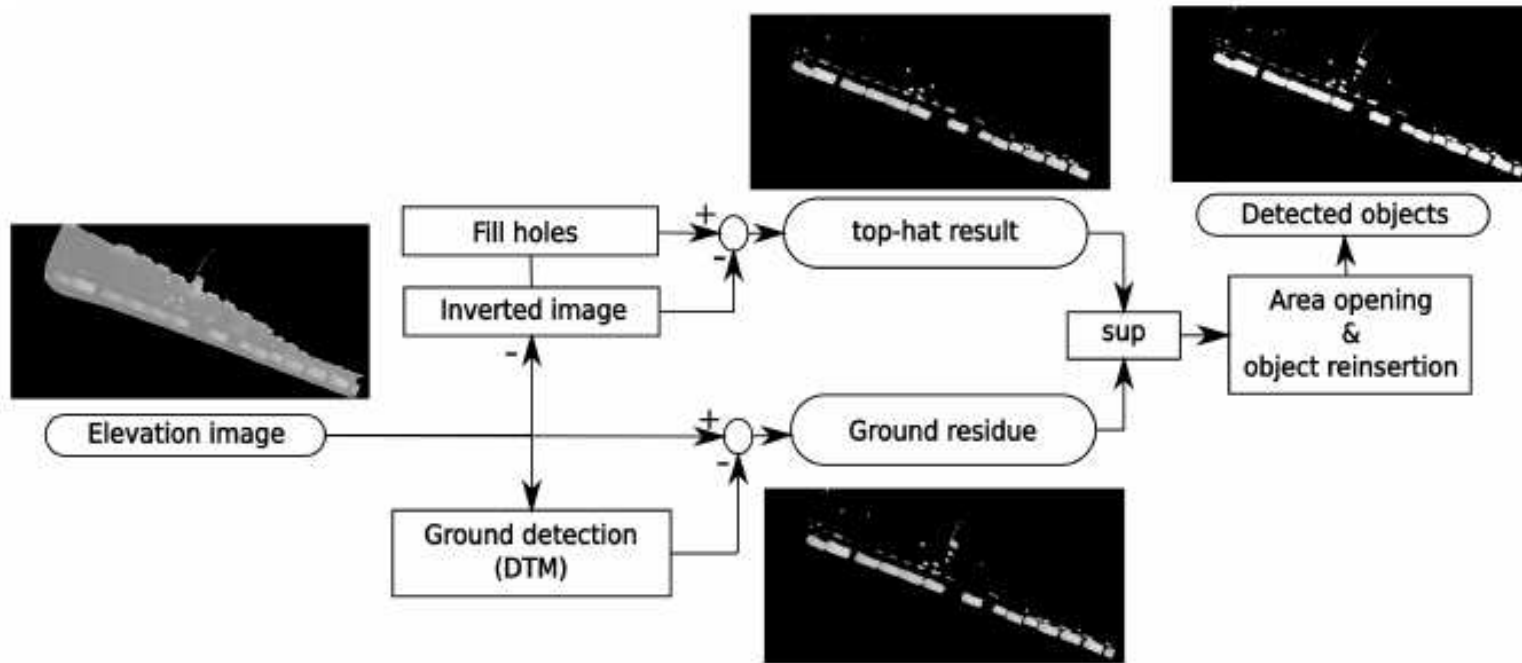 Fill holes
+
-
top-hat result
Detected objects
Inverted image
-
sup
Area opening
&
object reinsertion
Elevation image
+
-
Ground residue
Ground detection
(DTM)